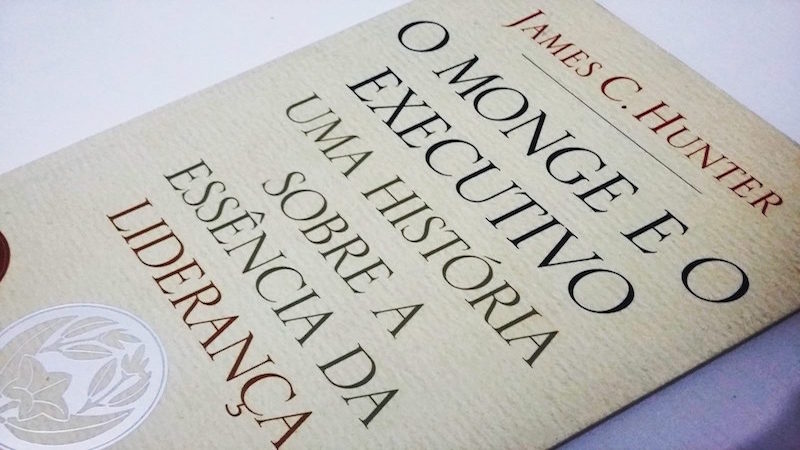 JAMES C. HUNTER
O MONGE E O
EXECUTIVO
UMA HISTÓRIA
SOBRE A
ESSÊNCIA DA
LIDERANÇA